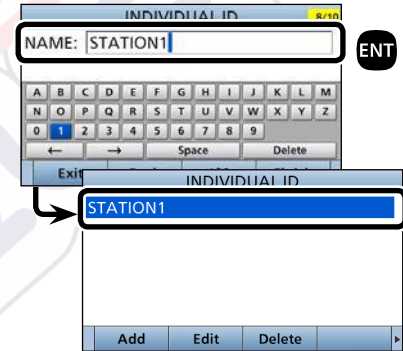 INDIVIDUAL ID 8/10
NAME: STATION1
ENT
A B C D E F G H I J K L M
N O P Q R S T U V W X Y Z
0 1 2 3 4 5 6 7 8 9
← → Space Delete
Exit
INDIVIDUAL ID
STATION1
Add Edit Delete